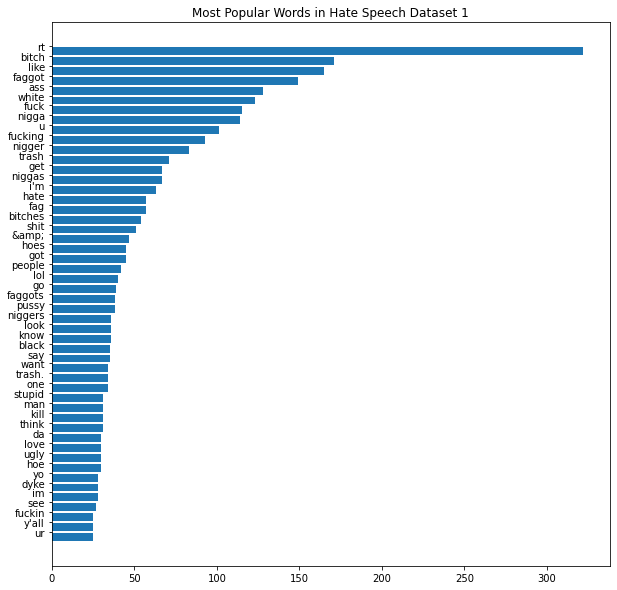 Most Popular Words in Hate Speech Dataset 1
rt
bitch
like
faggot
ass
white
fuck
nigga
u
fucking
nigger
trash
get
niggas
i'm
hate
fag
bitches
shit
&amp;
hoes
got
people
lol
go
faggots
pussy
niggers
look
know
black
say
want
trash.
one
stupid
man
kill
think
da
love
ugly
hoe
yo
dyke
im
see
fuckin
y'all
ur
0 50 100 150 200 250 300